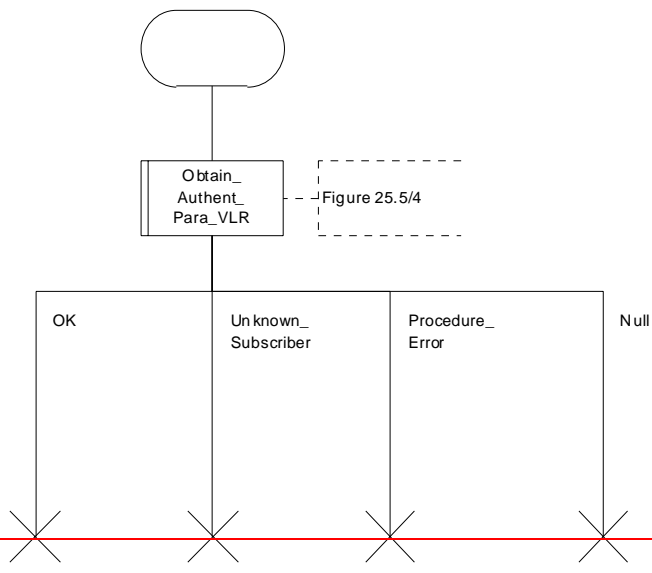 Obtain_
Authent_
Para_VLR
Figure 25.5/4
OK
Unknown_
Subscriber
Procedure_
Error
Null